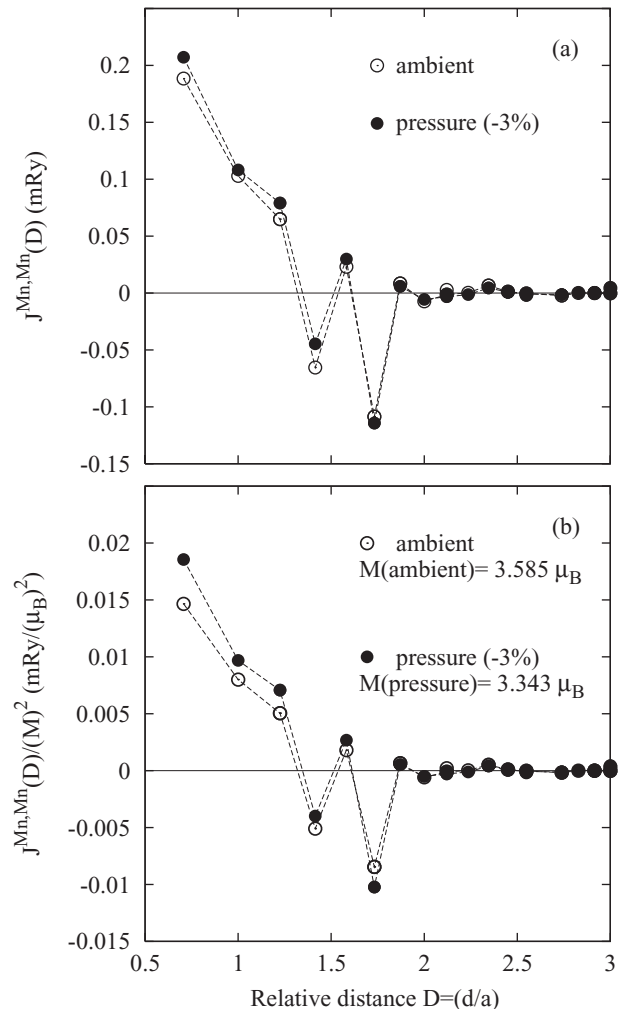 (a)
ambient
pressure (-3%)
0.2
0.15
0.1
0.05
0
-0.05
-0.1
-0.15
J^{Mn,Mn}(D) (mRy)
(b)
ambient
M(ambient)= 3.585 μ_B
pressure (-3%)
M(pressure)= 3.343 μ_B
0.02
0.015
0.01
0.005
0
-0.005
-0.01
-0.015
J^{Mn,Mn}(D)/(M)² (mRy/(μ_B)²)
0.5 1 1.5 2 2.5 3
Relative distance D=(d/a)